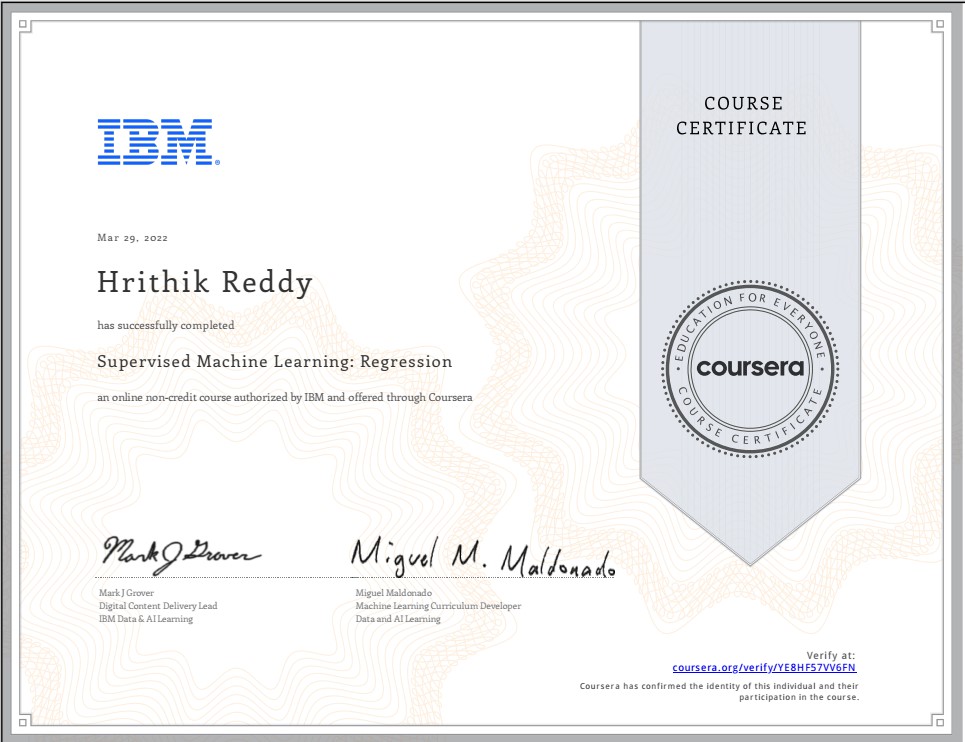 COURSE
CERTIFICATE
IBM®
Mar 29, 2022
Hrithik Reddy
has successfully completed
Supervised Machine Learning: Regression
an online non-credit course authorized by IBM and offered through Coursera
EDUCATION FOR EVERYONE
coursera
COURSE CERTIFICATE
Mark J Grover
Miguel M. Maldonado
Mark J Grover
Digital Content Delivery Lead
IBM Data & AI Learning
Miguel Maldonado
Machine Learning Curriculum Developer
Data and AI Learning
Verify at:
coursera.org/verify/YE8HF57VV6FN
Coursera has confirmed the identity of this individual and their
participation in the course.